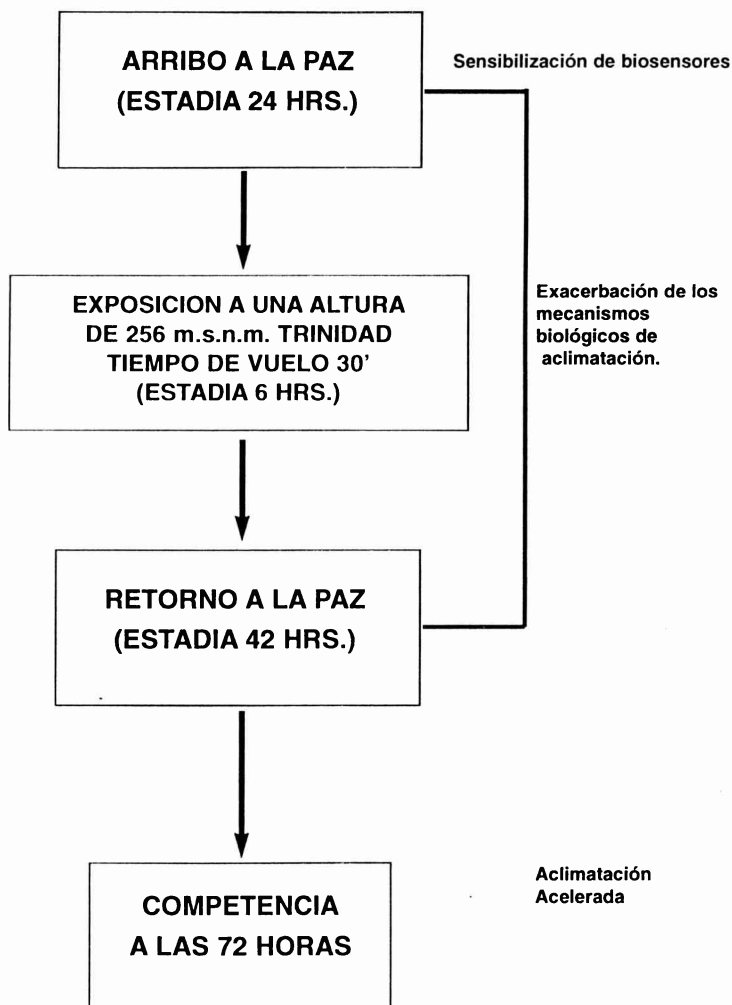 ARRIBO A LA PAZ
(ESTADIA 24 HRS.)
Sensibilización de biosensores
EXPOSICION A UNA ALTURA
DE 256 m.s.n.m. TRINIDAD
TIEMPO DE VUELO 30'
(ESTADIA 6 HRS.)
Exacerbación de los
mecanismos
biológicos de
aclimatación.
RETORNO A LA PAZ
(ESTADIA 42 HRS.)
COMPETENCIA
A LAS 72 HORAS
Aclimatación
Acelerada